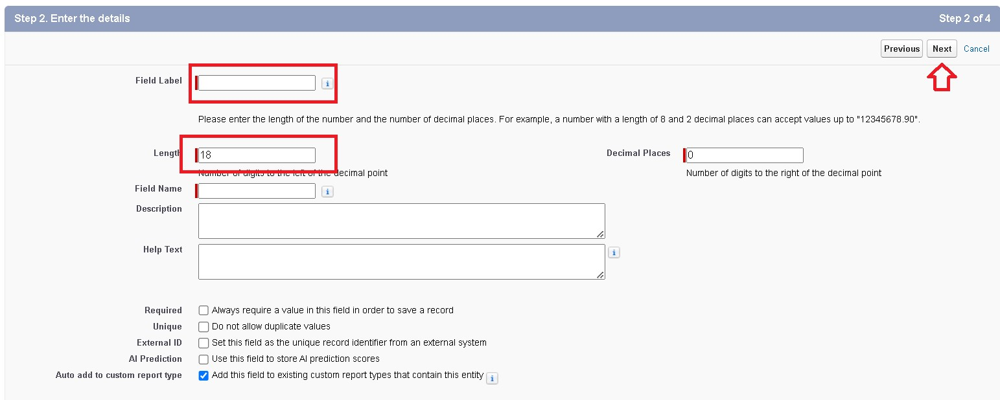 Step 2. Enter the details Step 2 of 4
Previous Next Cancel
Field Label
Please enter the length of the number and the number of decimal places. For example, a number with a length of 8 and 2 decimal places can accept values up to "12345678.90".
Length 18 Decimal Places 0
Number of digits to the left of the decimal point Number of digits to the right of the decimal point
Field Name
Description
Help Text
Required Always require a value in this field in order to save a record
Unique Do not allow duplicate values
External ID Set this field as the unique record identifier from an external system
AI Prediction Use this field to store AI prediction scores
Auto add to custom report type Add this field to existing custom report types that contain this entity